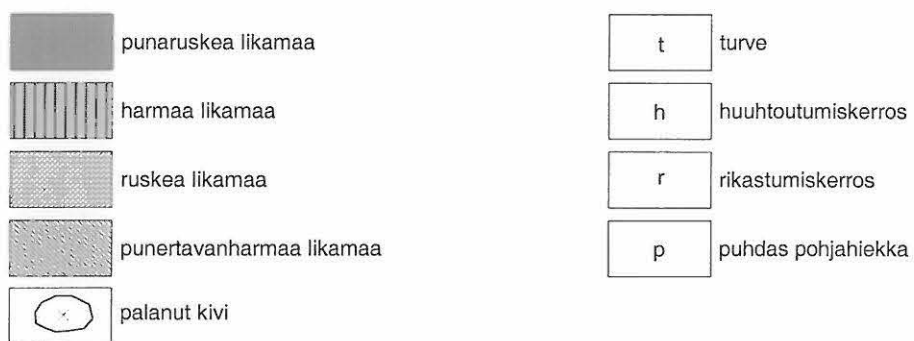 punaruskea likamaa
harmaa likamaa
ruskea likamaa
punertavanharmaa likamaa
palanut kivi
t turve
h huuhtoutumiskerros
r rikastumiskerros
p puhdas pohjahiekka